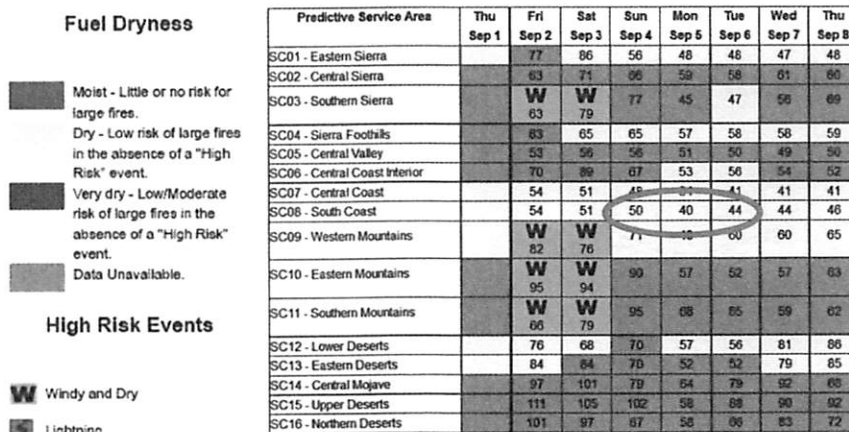 Fuel Dryness
Moist - Little or no risk for
large fires.
Dry - Low risk of large fires
in the absence of a "High
Risk" event.
Very dry - Low/Moderate
risk of large fires in the
absence of a "High Risk"
event.
Data Unavailable.
High Risk Events
W Windy and Dry
Lightning
Predictive Service Area Thu Fri Sat Sun Mon Tue Wed Thu
Sep 1 Sep 2 Sep 3 Sep 4 Sep 5 Sep 6 Sep 7 Sep 8
SC01 - Eastern Sierra 77 86 56 48 48 47 48
SC02 - Central Sierra 63 71 66 59 58 61 66
W W
SC03 - Southern Sierra 77 45 47 56 69
63 79
SC04 - Sierra Foothills 63 65 65 57 58 58 59
SC05 - Central Valley 53 56 56 51 50 49 50
SC06 - Central Coast Interior 70 89 67 53 56 54 52
SC07 - Central Coast 54 51 48 41 41 41
SC08 - South Coast 54 51 50 40 44 44 46
W W
SC09 - Western Mountains 71 60 60 65
82 76
W W
SC10 - Eastern Mountains 90 57 52 57 63
95 94
W W
SC11 - Southern Mountains 95 68 65 59 62
66 79
SC12 - Lower Deserts 76 68 70 57 56 81 86
SC13 - Eastern Deserts 84 84 70 52 52 79 85
SC14 - Central Mojave 97 101 79 64 79 92 68
SC15 - Upper Deserts 111 105 102 58 68 90 92
SC16 - Northern Deserts 101 97 67 58 66 83 72